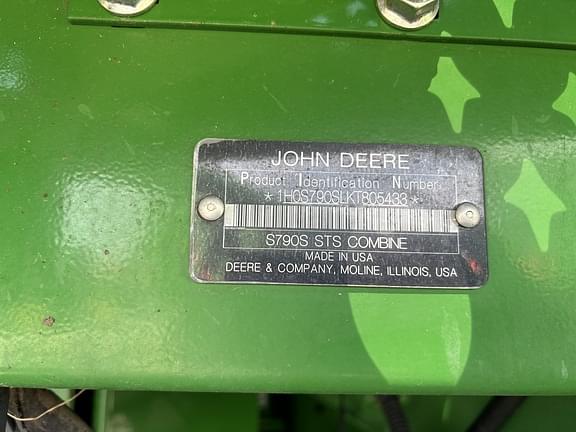 JOHN DEERE
Product Identification Number
*1H0S790SLKT805433*
S790S STS COMBINE
MADE IN USA
DEERE & COMPANY, MOLINE, ILLINOIS, USA